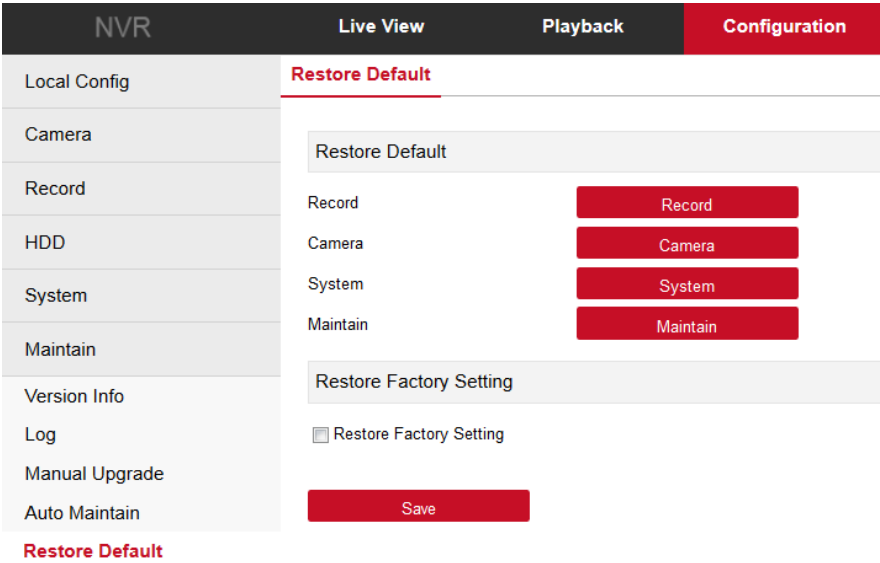 NVR
Live View
Playback
Configuration
Local Config
Camera
Record
HDD
System
Maintain
Version Info
Log
Manual Upgrade
Auto Maintain
Restore Default
Restore Default
Restore Default
Record Record
Camera Camera
System System
Maintain Maintain
Restore Factory Setting
Restore Factory Setting
Save